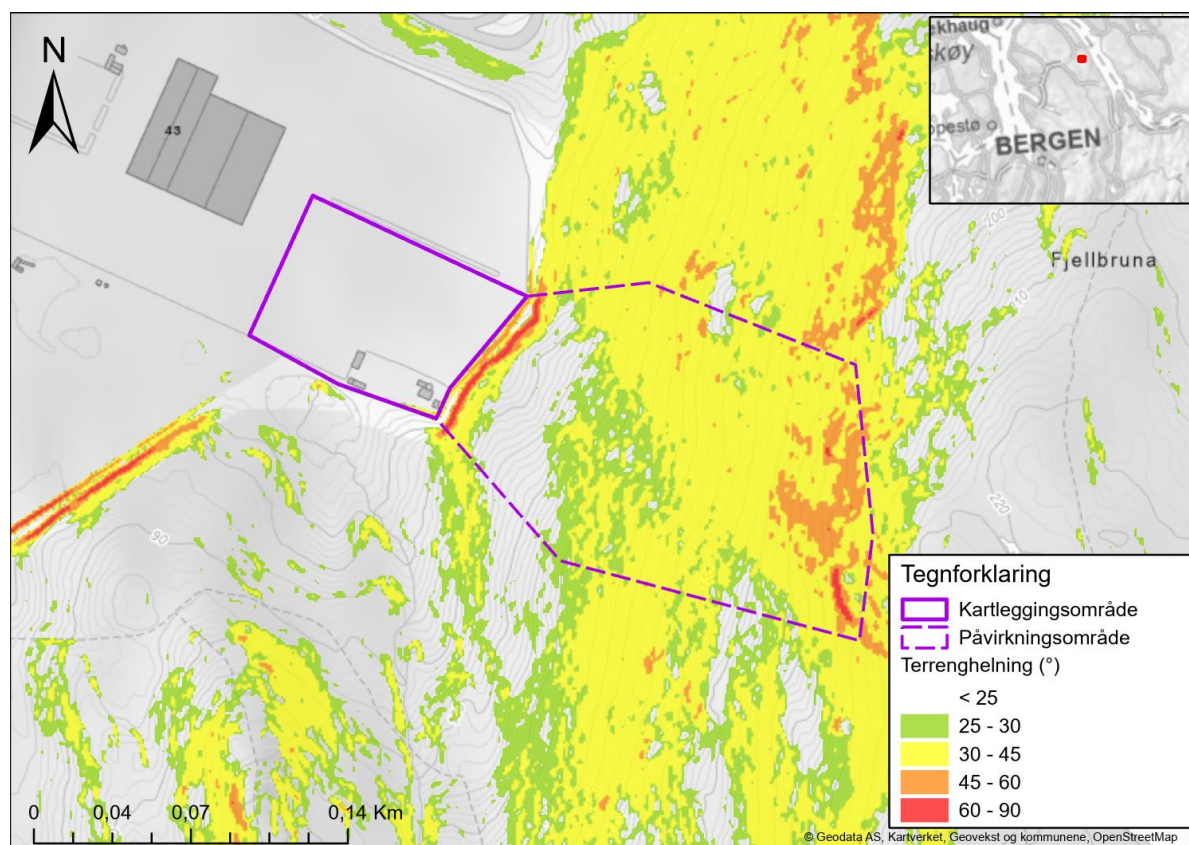 N
43
ekhaug
skøy
opestø
BERGEN
200
Fjellbruna
210
220
90
Tegnforklaring
Kartleggingsområde
Påvirkningsområde
Terrenghelning (°)
< 25
25 - 30
30 - 45
45 - 60
60 - 90
0 0,04 0,07 0,14 Km
© Geodata AS, Kartverket, Geovekst og kommunene, OpenStreetMap